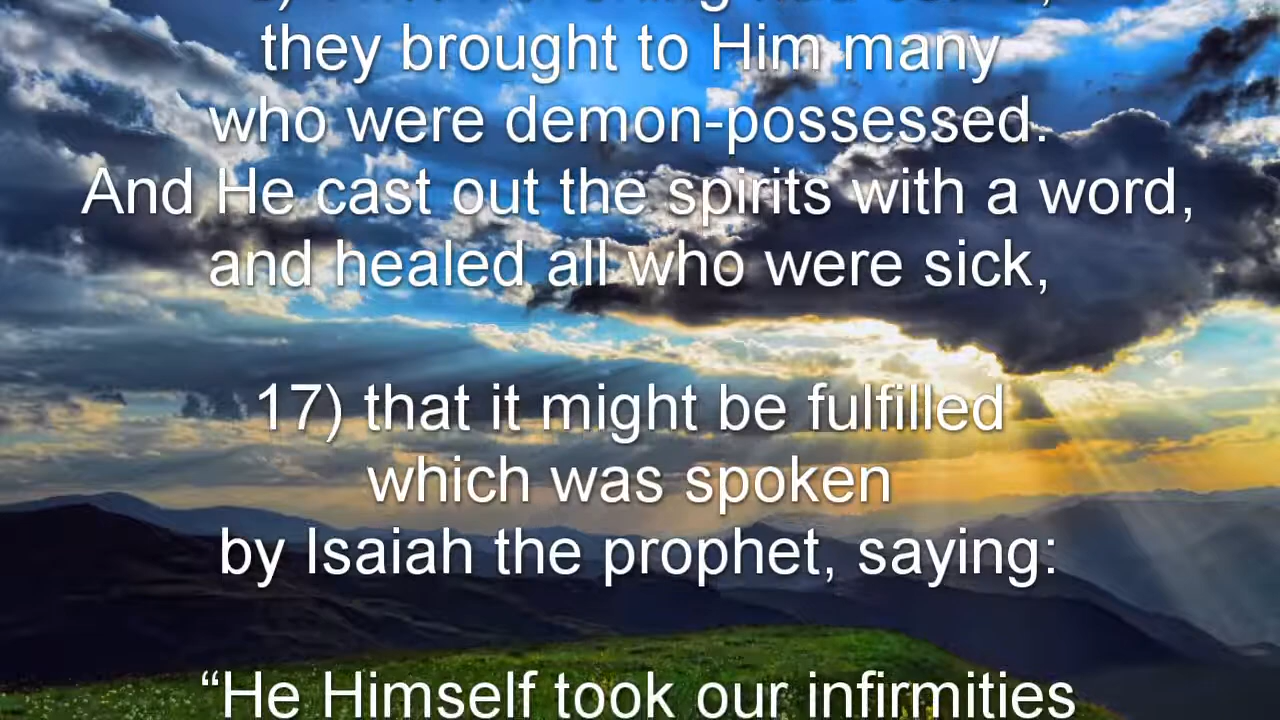 they brought to Him many
who were demon-possessed.
And He cast out the spirits with a word,
and healed all who were sick,
17) that it might be fulfilled
which was spoken
by Isaiah the prophet, saying:
“He Himself took our infirmities